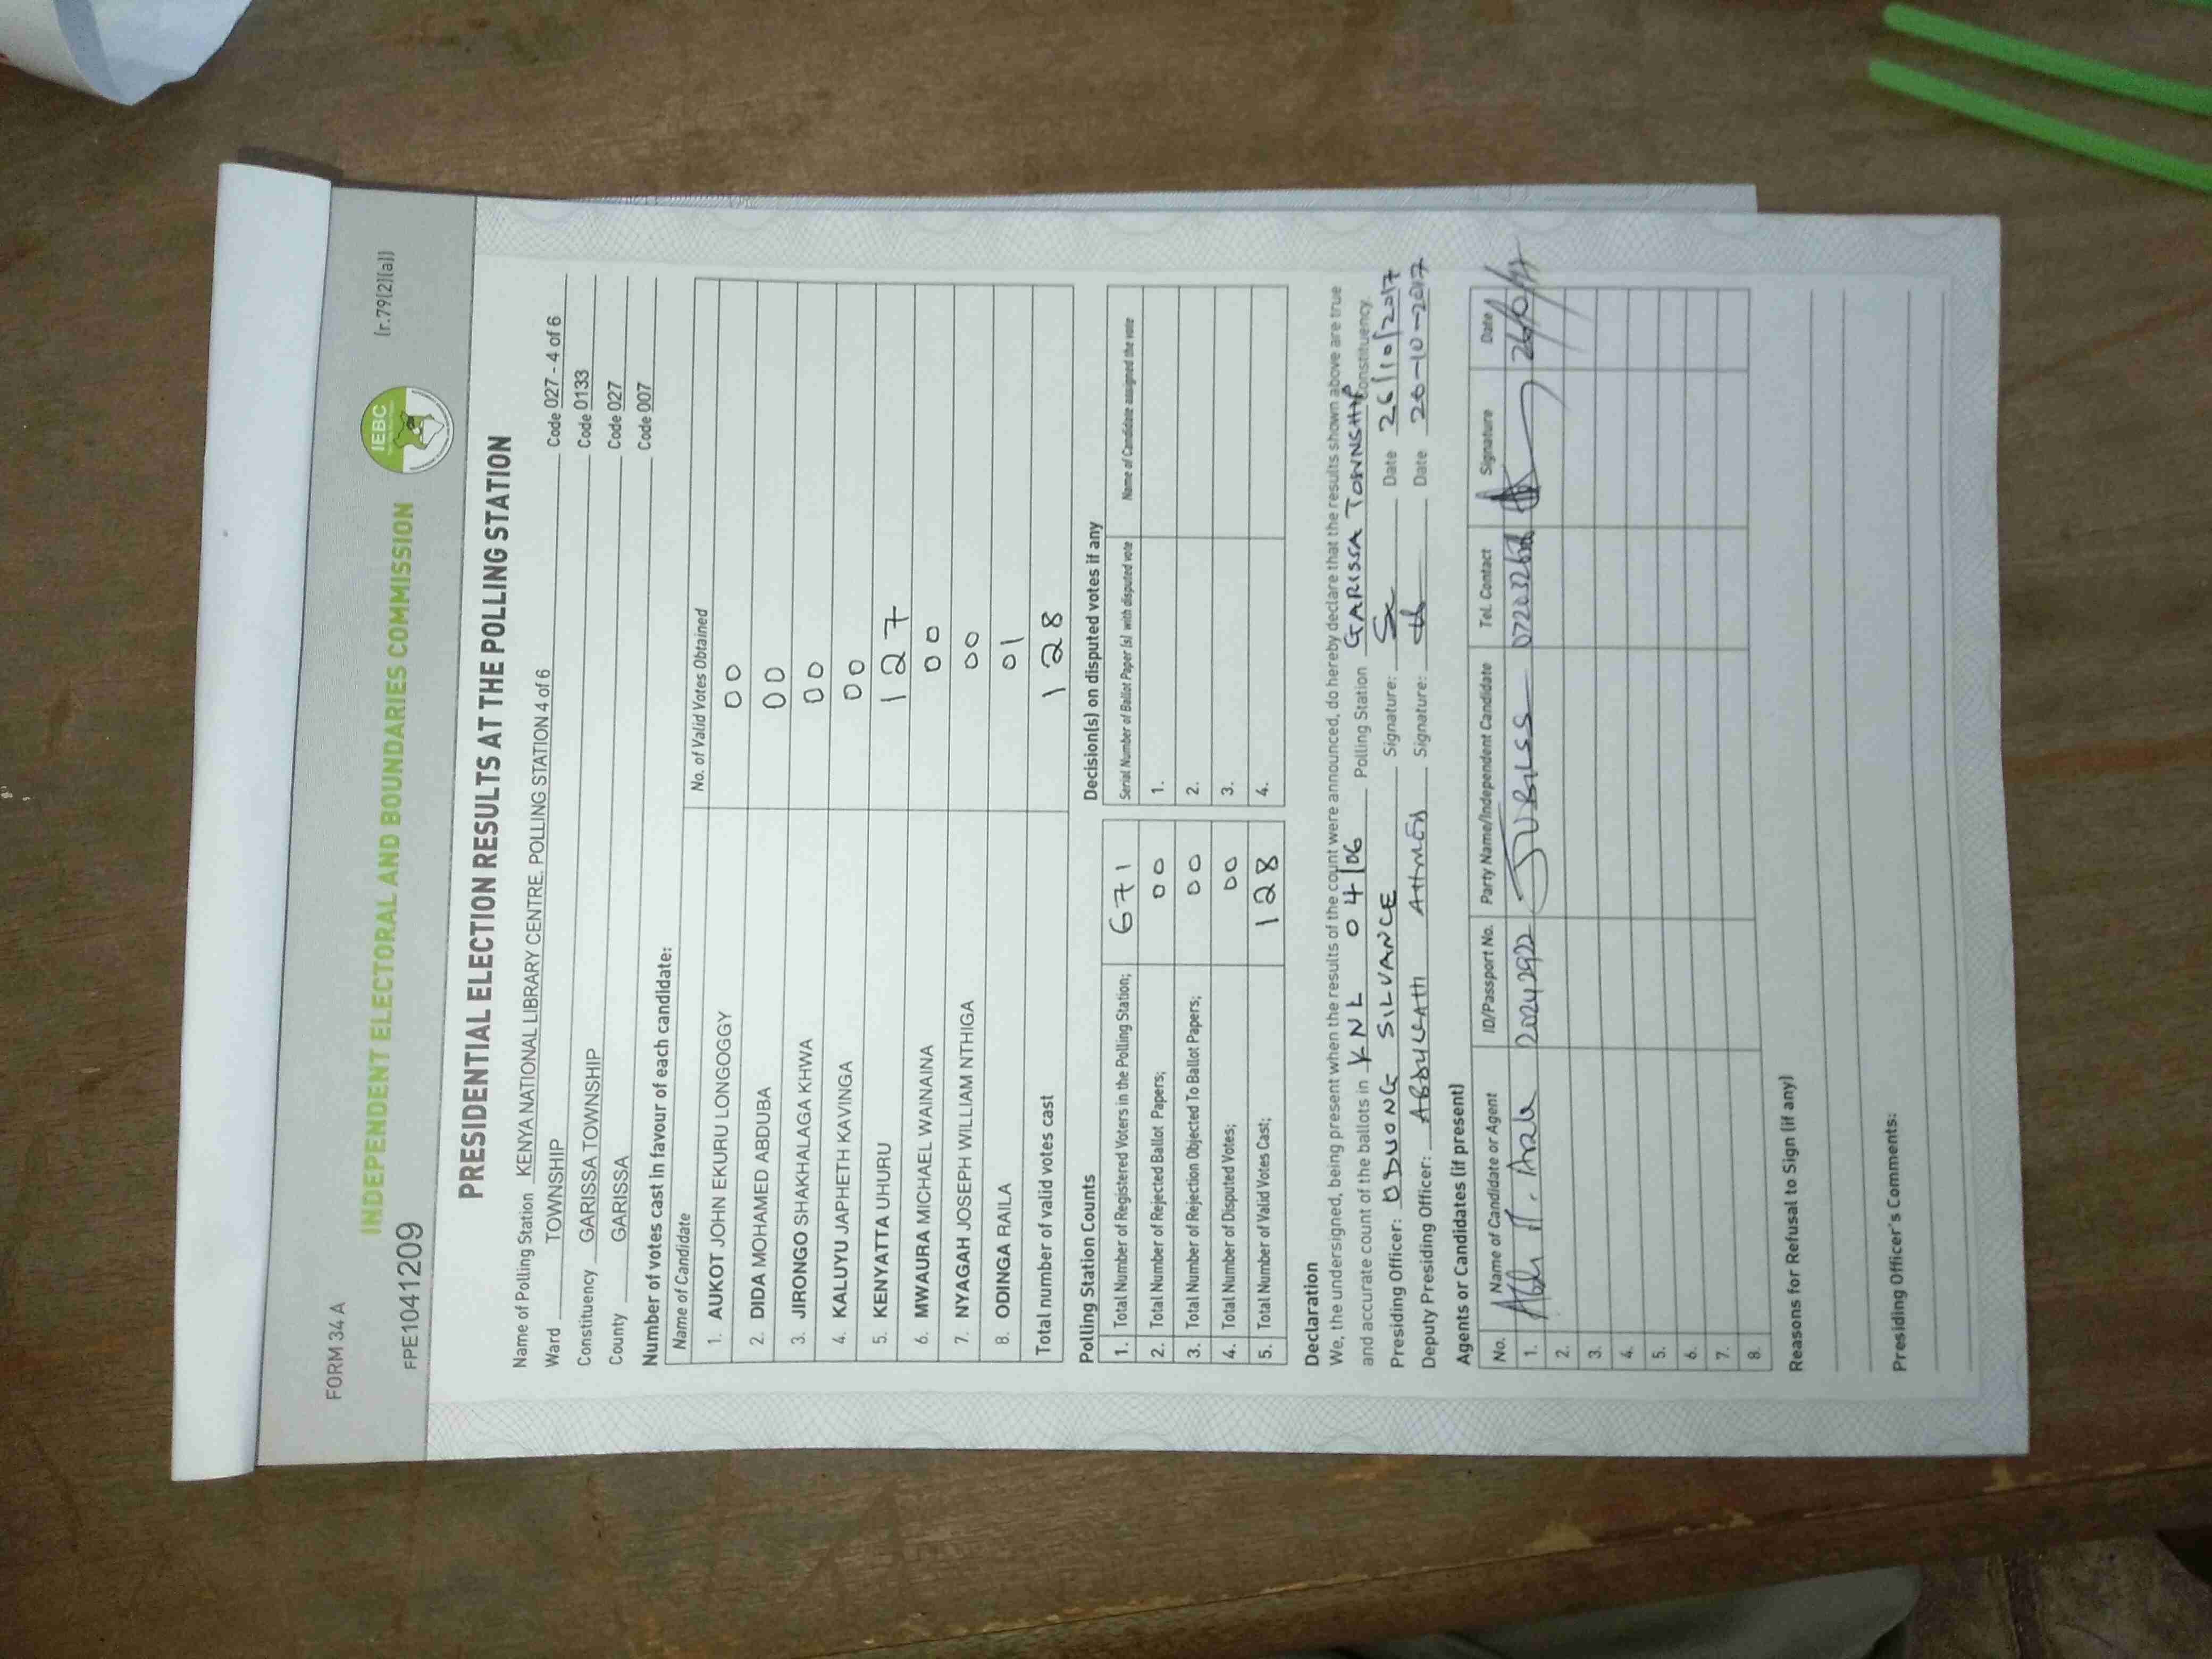 FORM 34 A
(r.79(2)(a))
IEBC
INDEPENDENT ELECTORAL AND BOUNDARIES COMMISSION
FPE1041209
PRESIDENTIAL ELECTION RESULTS AT THE POLLING STATION
Name of Polling Station KENYA NATIONAL LIBRARY CENTRE. POLLING STATION 4 of 6 Code 027 - 4 of 6
Ward TOWNSHIP Code 0133
Constituency GARISSA TOWNSHIP Code 027
County GARISSA Code 007
Number of votes cast in favour of each candidate:
Name of Candidate No. of Valid Votes Obtained
1. AUKOT JOHN EKURU LONGOGGY 00
2. DIDA MOHAMED ABDUBA 00
3. JIRONGO SHAKHALAGA KHWA 00
4. KALUYU JAPHETH KAVINGA 00
5. KENYATTA UHURU 127
6. MWAURA MICHAEL WAINAINA 00
7. NYAGAH JOSEPH WILLIAM NTHIGA 00
8. ODINGA RAILA 01
Total number of valid votes cast 128
Polling Station Counts
1. Total Number of Registered Voters in the Polling Station; 671
2. Total Number of Rejected Ballot Papers; 00
3. Total Number of Rejection Objected To Ballot Papers; 00
4. Total Number of Disputed Votes; 00
5. Total Number of Valid Votes Cast; 128
Decision(s) on disputed votes if any
Serial Number of Ballot Paper (s) with disputed vote Name of Candidate assigned the vote
1.
2.
3.
4.
Declaration
We, the undersigned, being present when the results of the count were announced, do hereby declare that the results shown above are true
and accurate count of the ballots in KNL 04/06 Polling Station GARISSA TOWNSHIP Constituency.
Presiding Officer: ODUONG SILVANCE Signature: Date 26/10/2017
Deputy Presiding Officer: Signature: Date 26-10-2017
Agents or Candidates (if present)
No. Name of Candidate or Agent ID/Passport No. Party Name/Independent Candidate Tel. Contact Signature Date
1. 20242922
2.
3.
4.
5.
6.
7.
8.
Reasons for Refusal to Sign (if any)
Presiding Officer's Comments: